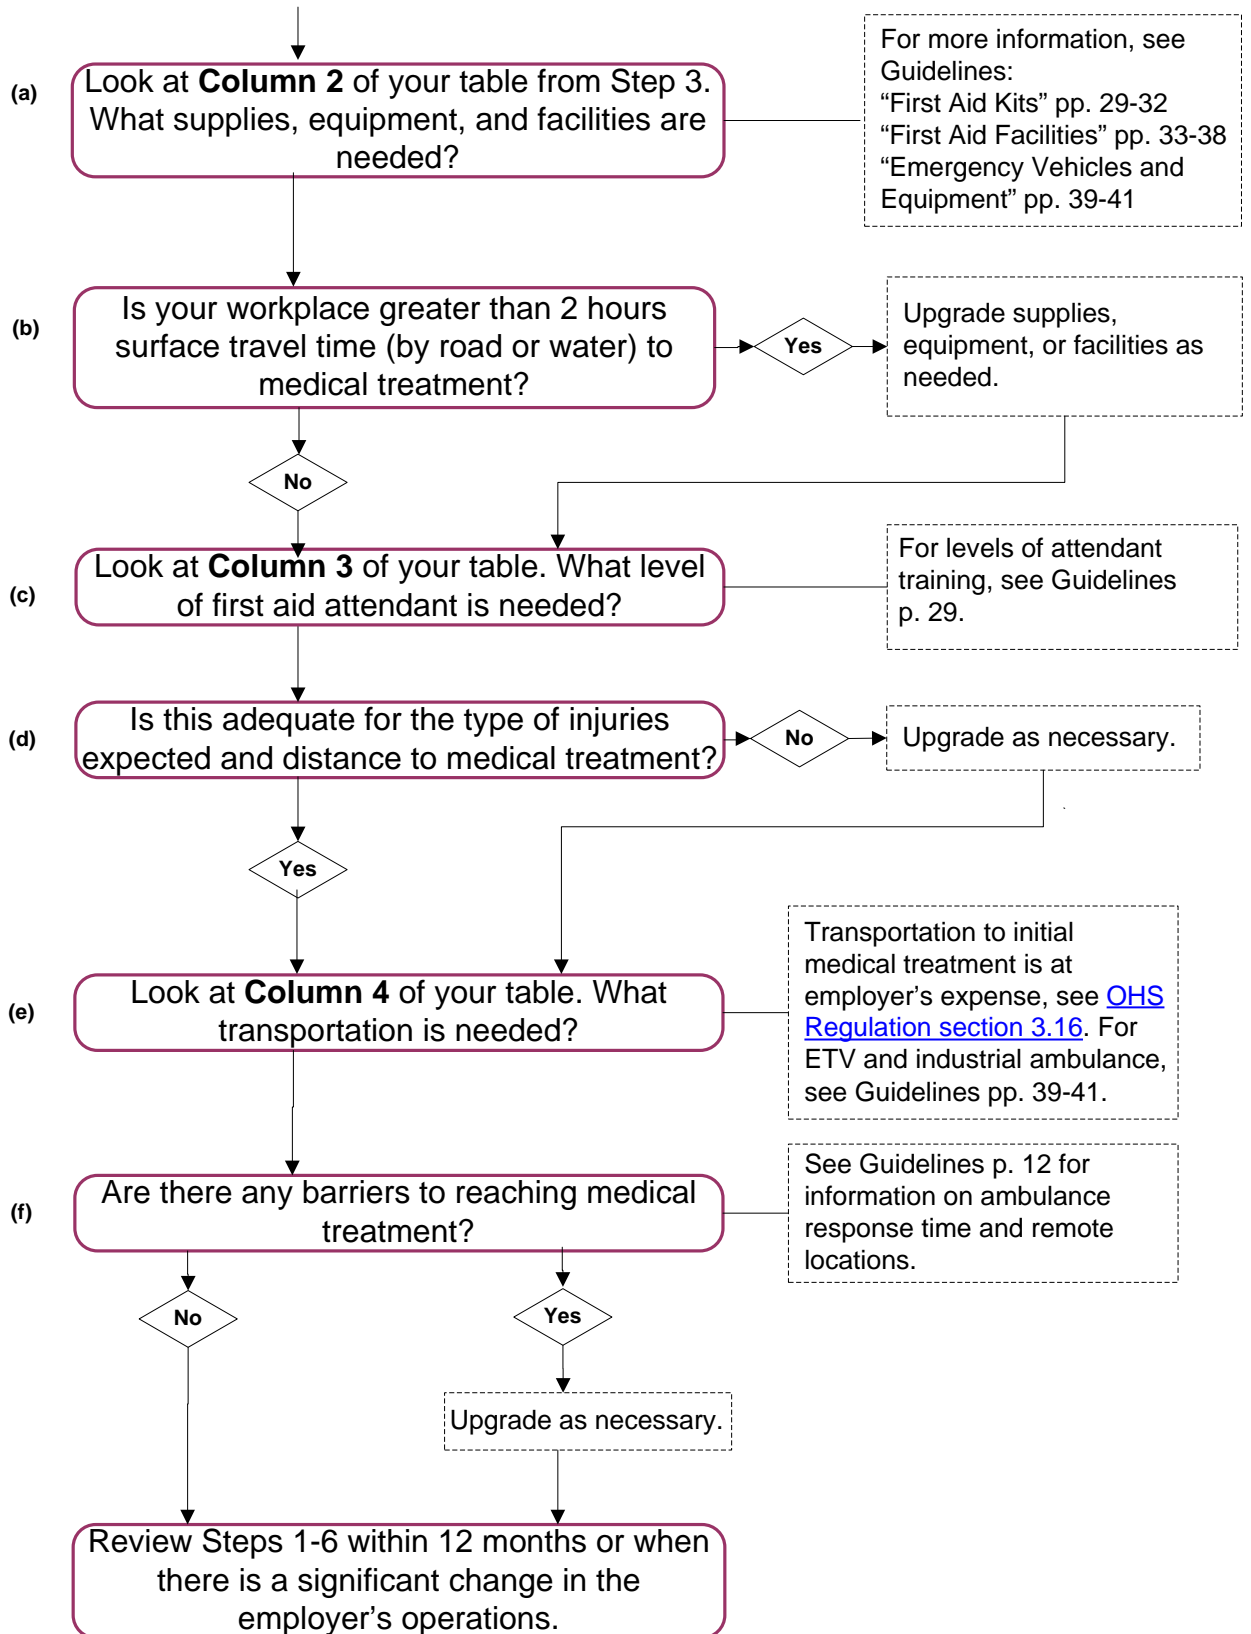 (a)
Look at Column 2 of your table from Step 3.
What supplies, equipment, and facilities are
needed?
For more information, see
Guidelines:
“First Aid Kits” pp. 29-32
“First Aid Facilities” pp. 33-38
“Emergency Vehicles and
Equipment” pp. 39-41
(b)
Is your workplace greater than 2 hours
surface travel time (by road or water) to
medical treatment?
Yes
Upgrade supplies,
equipment, or facilities as
needed.
No
(c)
Look at Column 3 of your table. What level
of first aid attendant is needed?
For levels of attendant
training, see Guidelines
p. 29.
(d)
Is this adequate for the type of injuries
expected and distance to medical treatment?
No
Upgrade as necessary.
Yes
(e)
Look at Column 4 of your table. What
transportation is needed?
Transportation to initial
medical treatment is at
employer’s expense, see OHS
Regulation section 3.16. For
ETV and industrial ambulance,
see Guidelines pp. 39-41.
(f)
Are there any barriers to reaching medical
treatment?
See Guidelines p. 12 for
information on ambulance
response time and remote
locations.
No
Yes
Upgrade as necessary.
Review Steps 1-6 within 12 months or when
there is a significant change in the
employer’s operations.